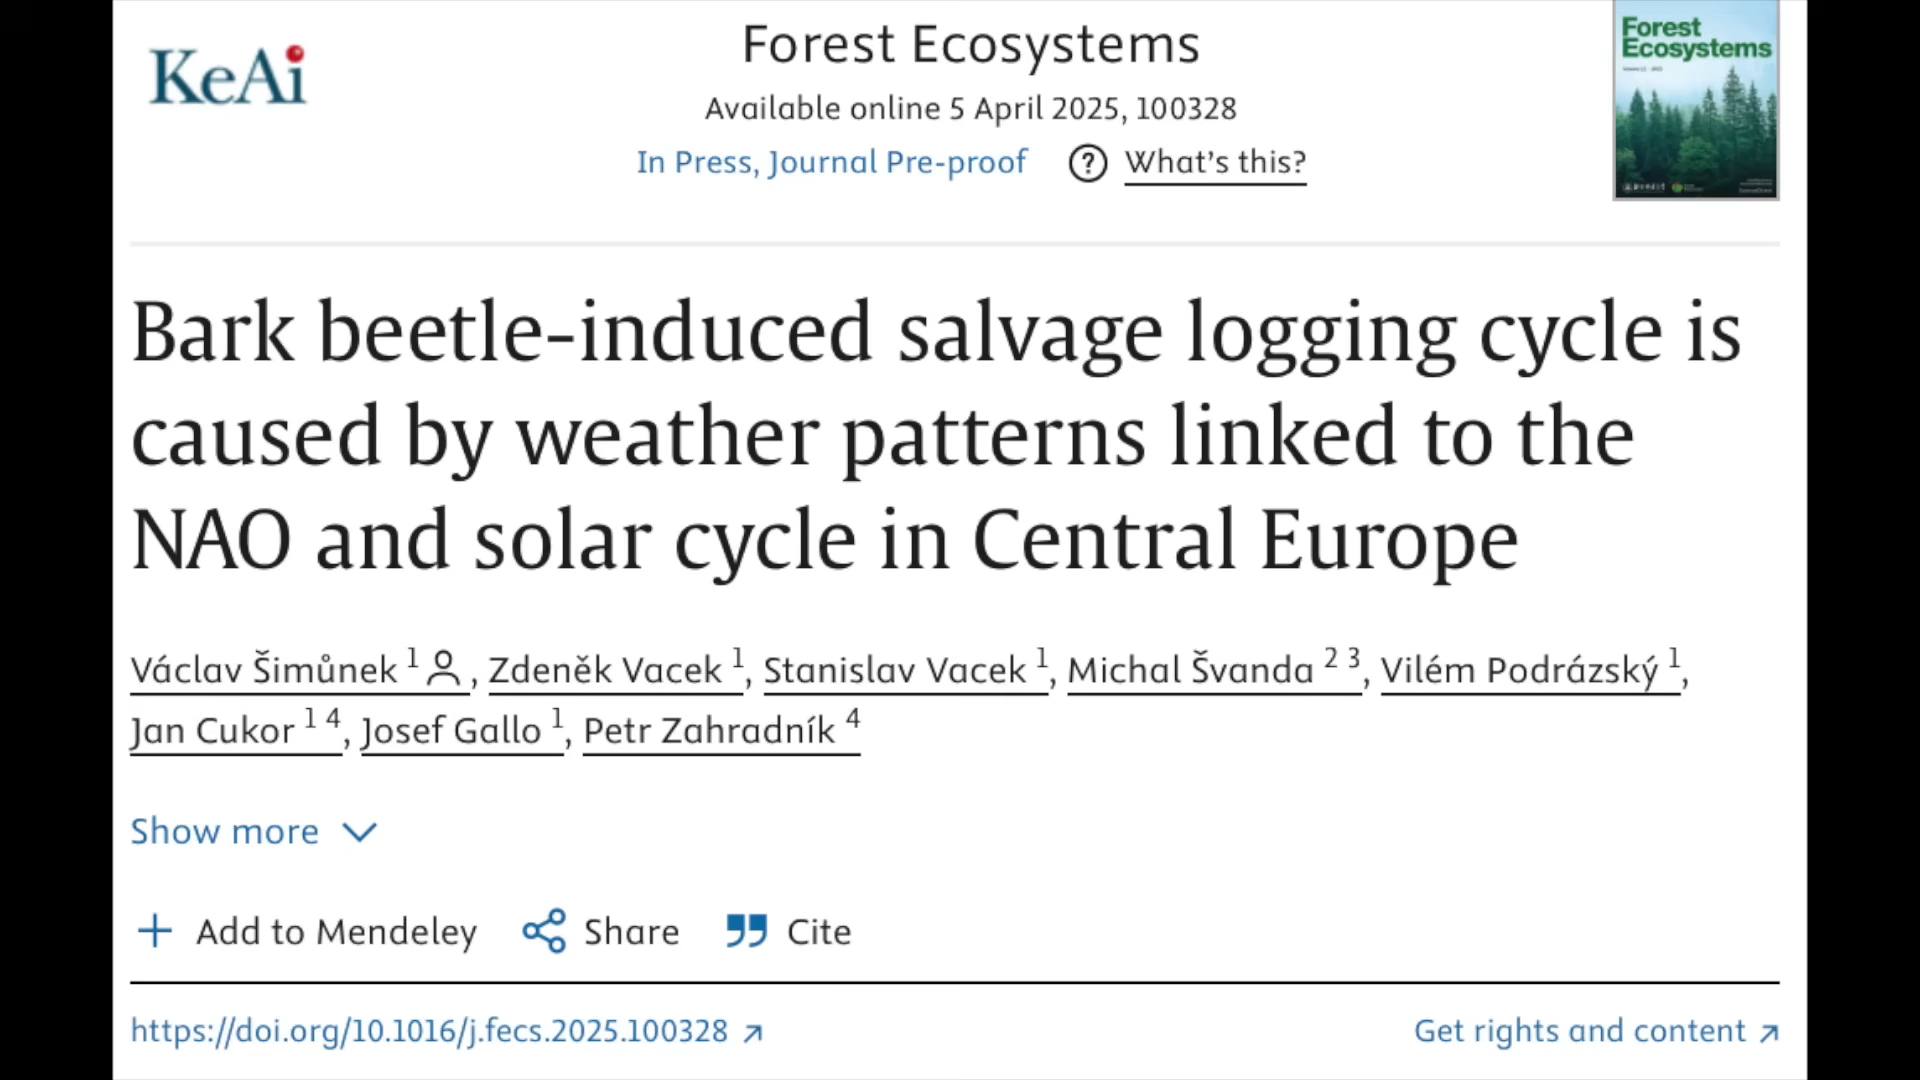 KeAi
Forest Ecosystems
Available online 5 April 2025, 100328
In Press, Journal Pre-proof ? What's this?
Forest
Ecosystems
Bark beetle-induced salvage logging cycle is
caused by weather patterns linked to the
NAO and solar cycle in Central Europe
Václav Šimůnek 1, Zdeněk Vacek 1, Stanislav Vacek 1, Michal Švanda 2 3, Vilém Podrázský 1,
Jan Cukor 1 4, Josef Gallo 1, Petr Zahradník 4
Show more
+ Add to Mendeley Share Cite
https://doi.org/10.1016/j.fecs.2025.100328 Get rights and content